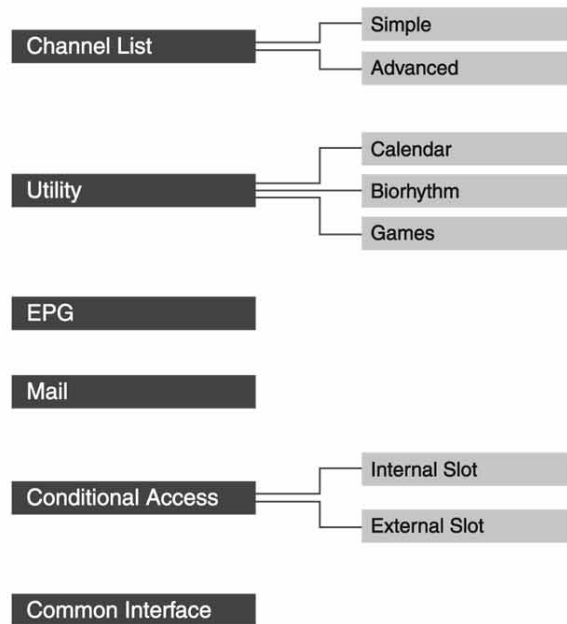 Channel List
Simple
Advanced
Utility
Calendar
Biorhythm
Games
EPG
Mail
Conditional Access
Internal Slot
External Slot
Common Interface